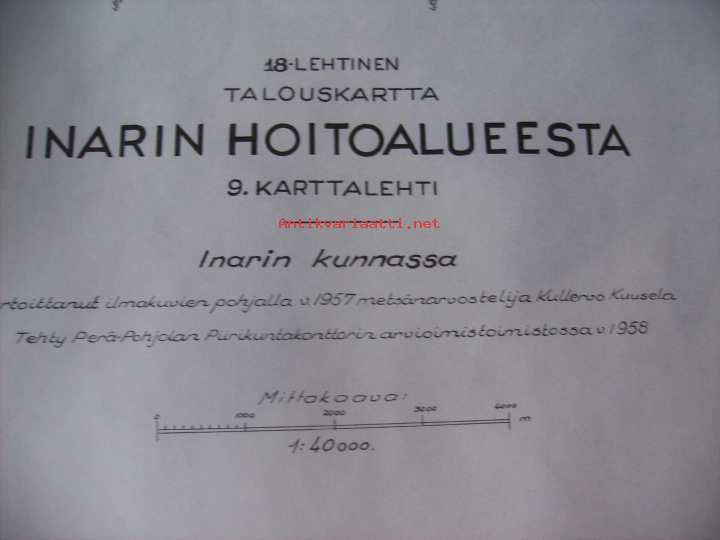 18-LEHTINEN
TALOUSKARTTA
INARIN HOITOALUEESTA
9. KARTTALEHTI
Antikvariaatti.net
Inarin kunnassa
rtoittanut ilmakuvien pohjalla v. 1957 metsänarvostelija Kullervo Kuusela
Tehty Perä-Pohjolan Piirikuntakonttorin arvioimistoimistossa v. 1958
Mittakaava:
0 1000 2000 3000 4000 m
1:40000.